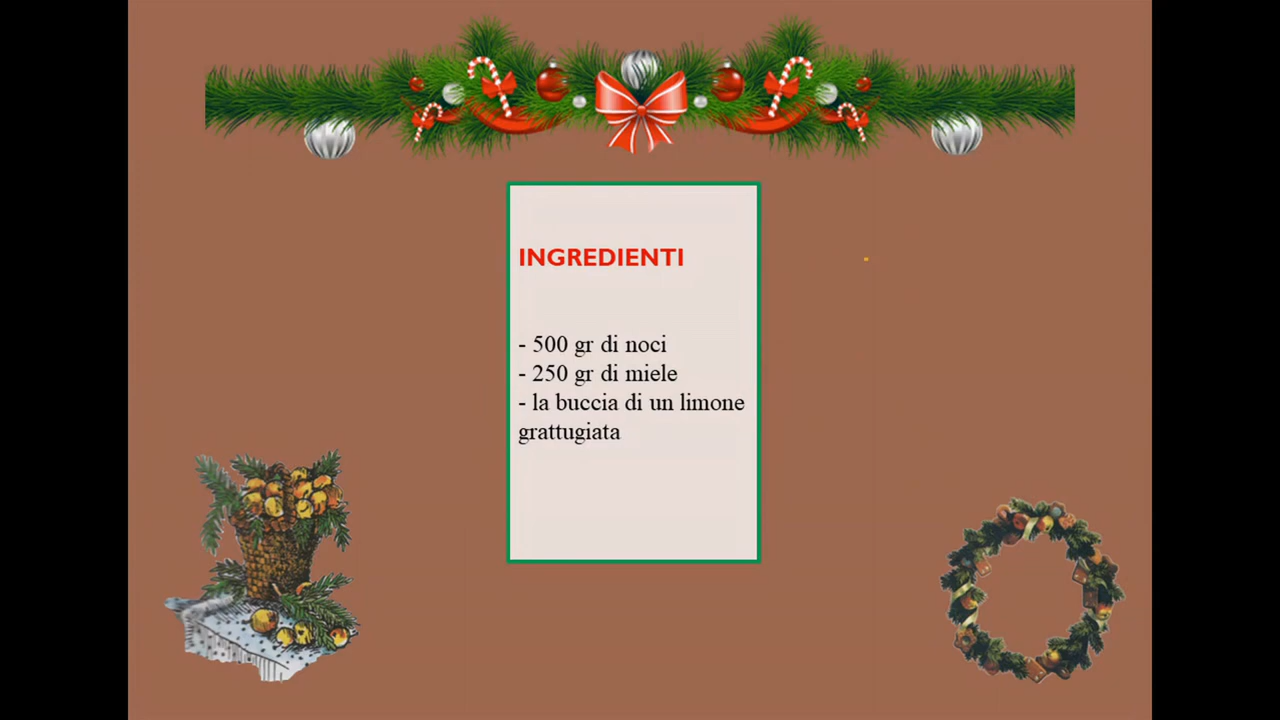 INGREDIENTI
- 500 gr di noci
- 250 gr di miele
- la buccia di un limone
grattugiata